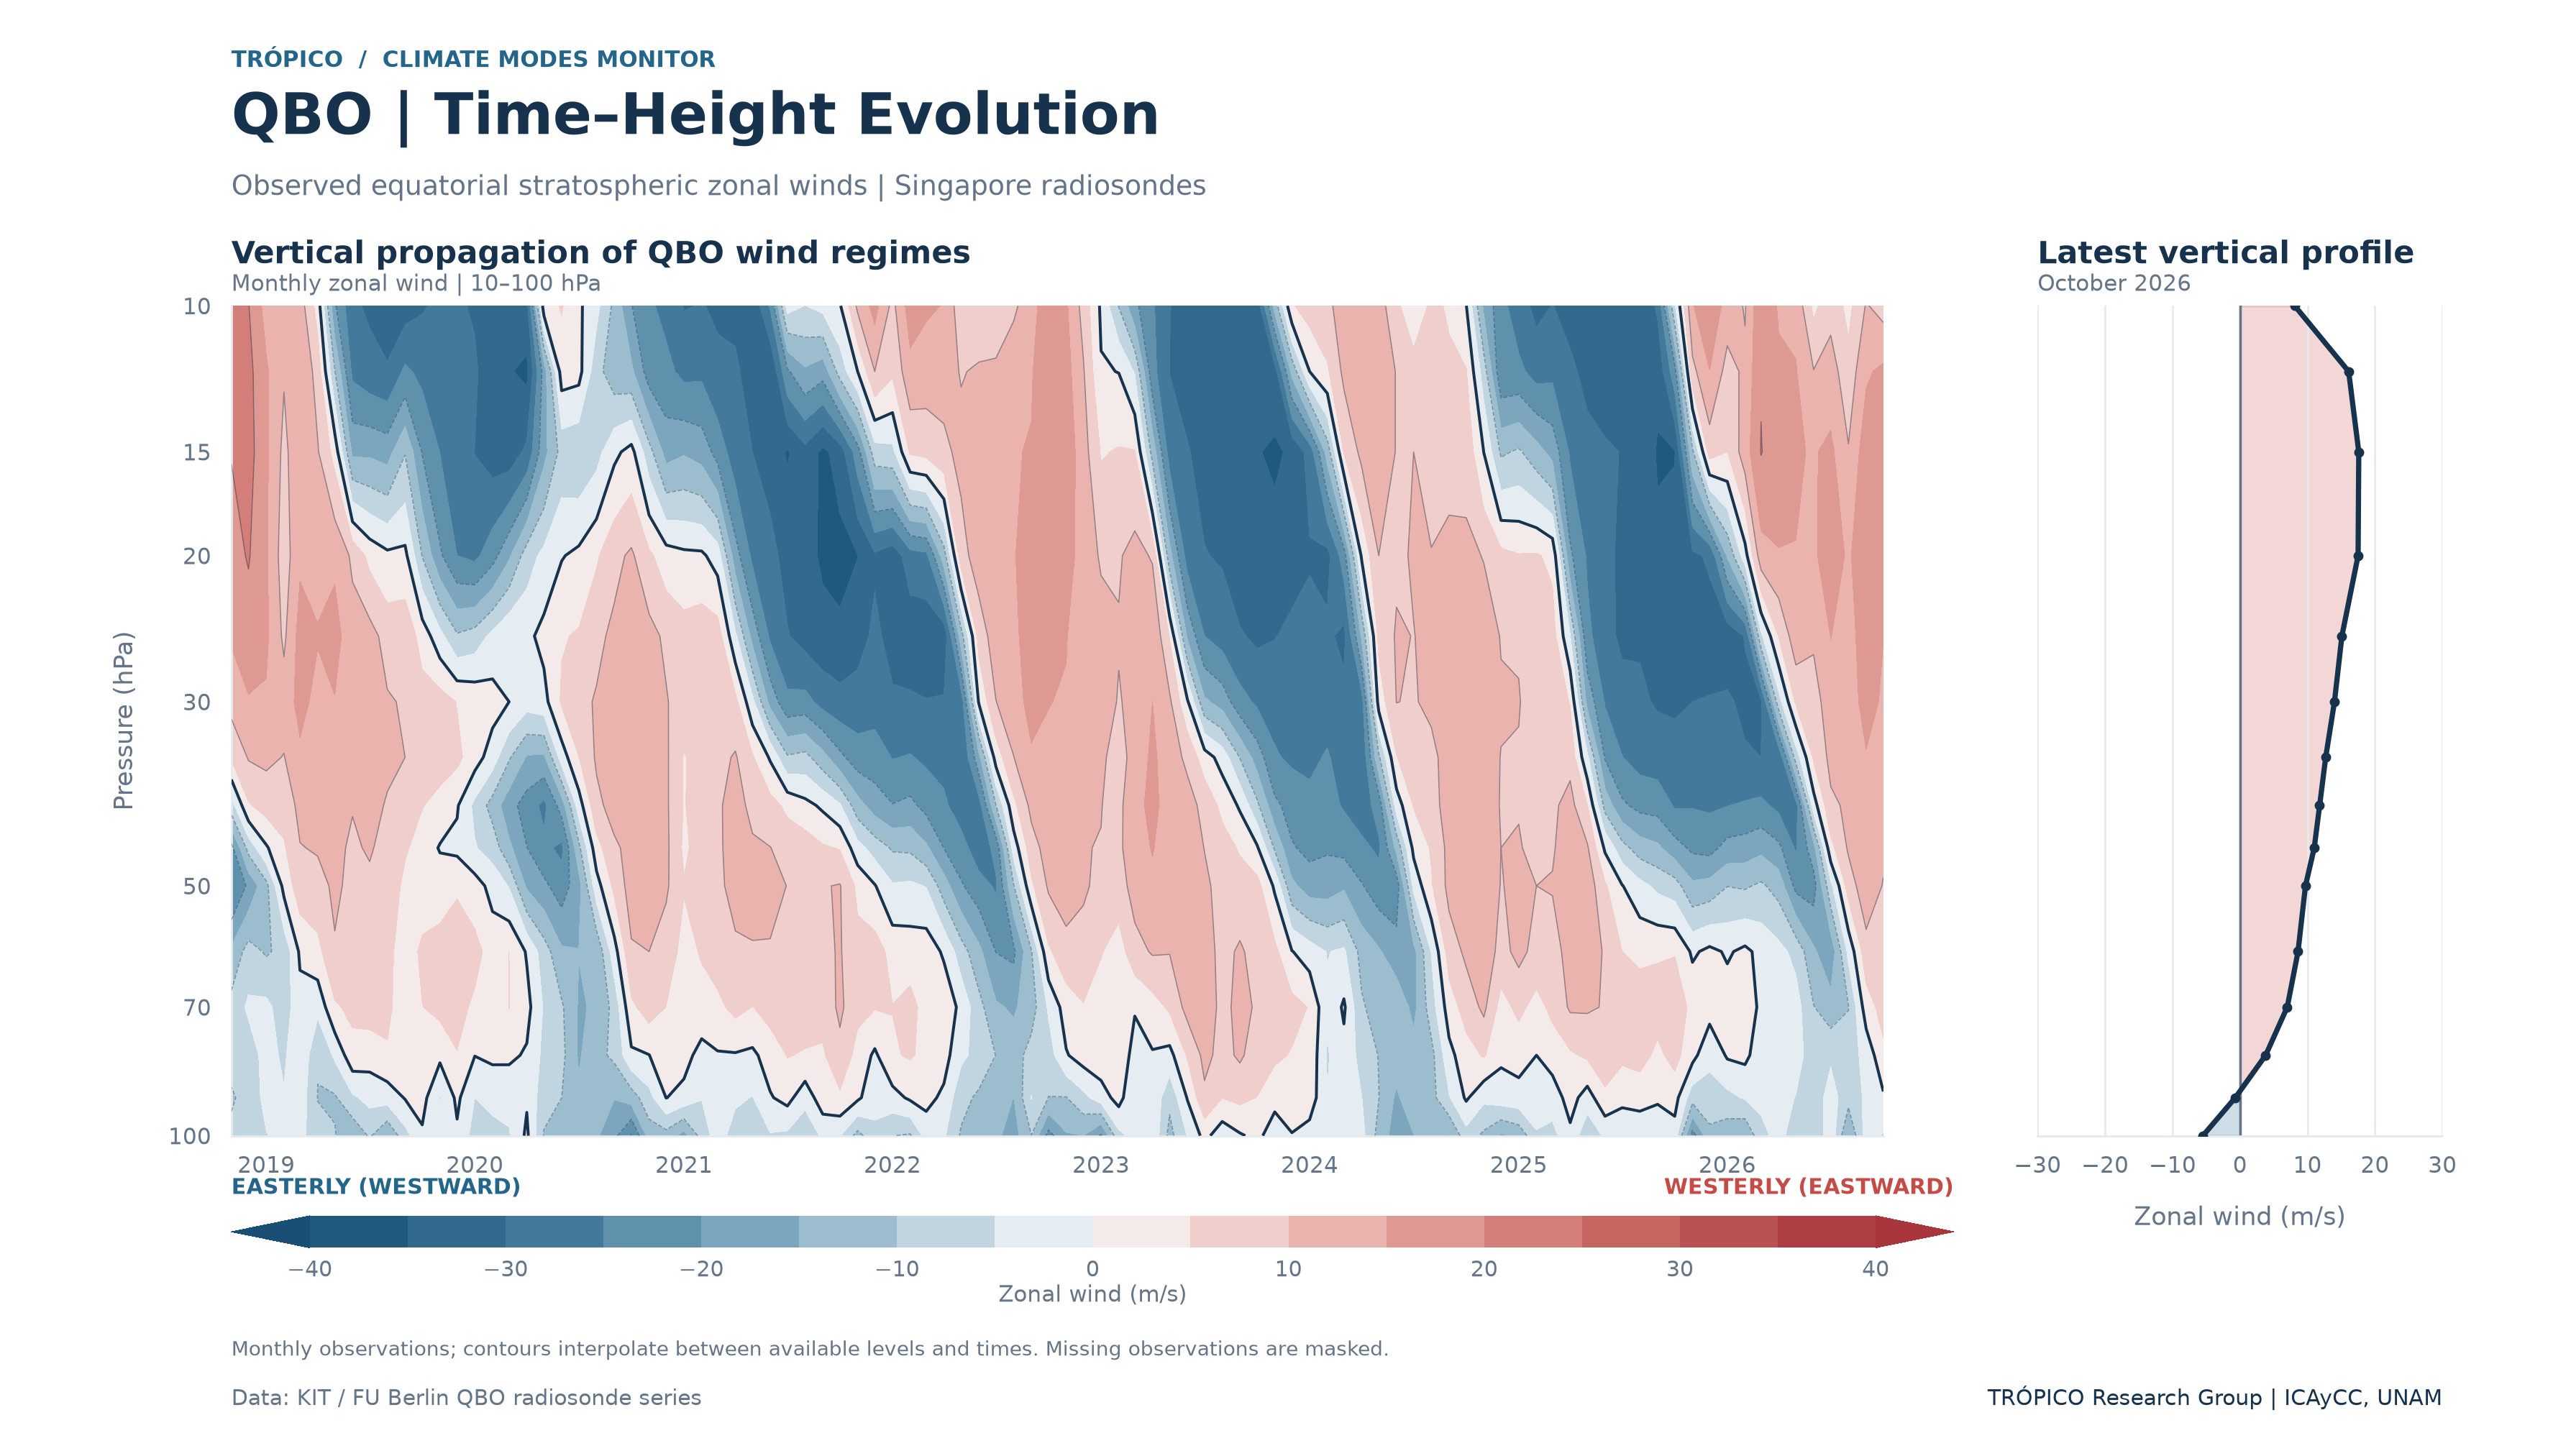 TRÓPICO / CLIMATE MODES MONITOR
QBO | Time–Height Evolution
Observed equatorial stratospheric zonal winds | Singapore radiosondes
Vertical propagation of QBO wind regimes
Monthly zonal wind | 10–100 hPa
Pressure (hPa)
10
15
20
30
50
70
100
2019 2020 2021 2022 2023 2024 2025 2026
EASTERLY (WESTWARD)
WESTERLY (EASTWARD)
−40 −30 −20 −10 0 10 20 30 40
Zonal wind (m/s)
Latest vertical profile
October 2026
−30 −20 −10 0 10 20 30
Zonal wind (m/s)
Monthly observations; contours interpolate between available levels and times. Missing observations are masked.
Data: KIT / FU Berlin QBO radiosonde series
TRÓPICO Research Group | ICAyCC, UNAM